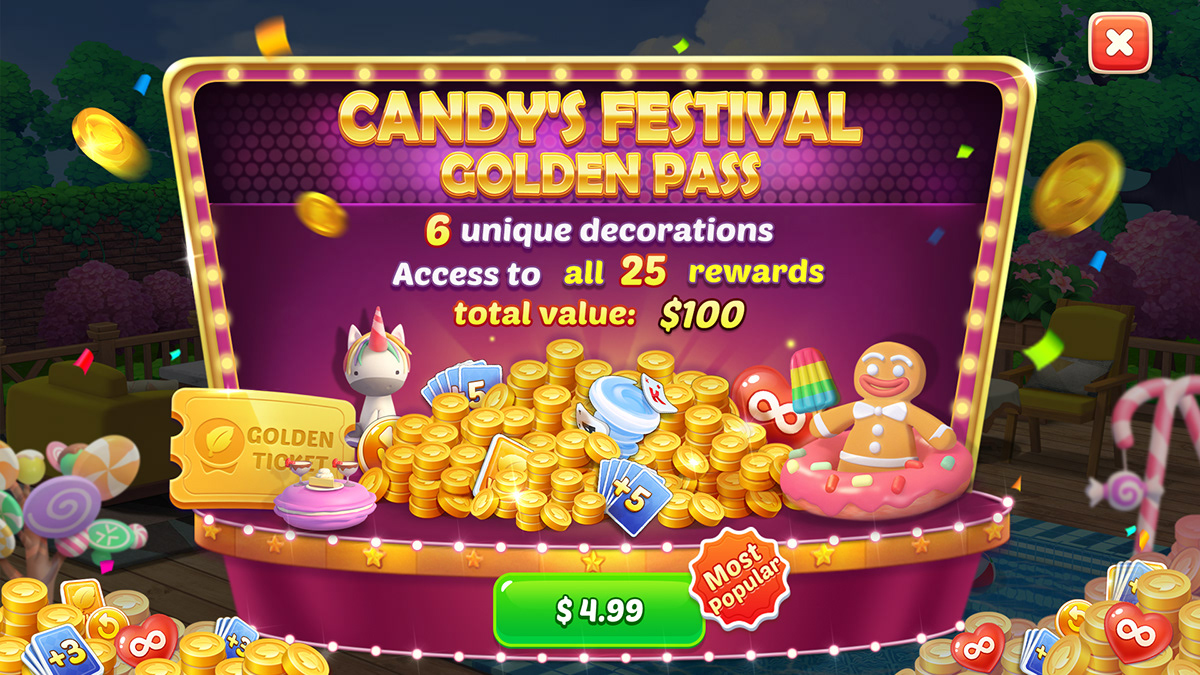 CANDY'S FESTIVAL
GOLDEN PASS
6 unique decorations
Access to all 25 rewards
total value: $100
5
K
GOLDEN
TICKET
+5
Most
Popular
$ 4.99
+3